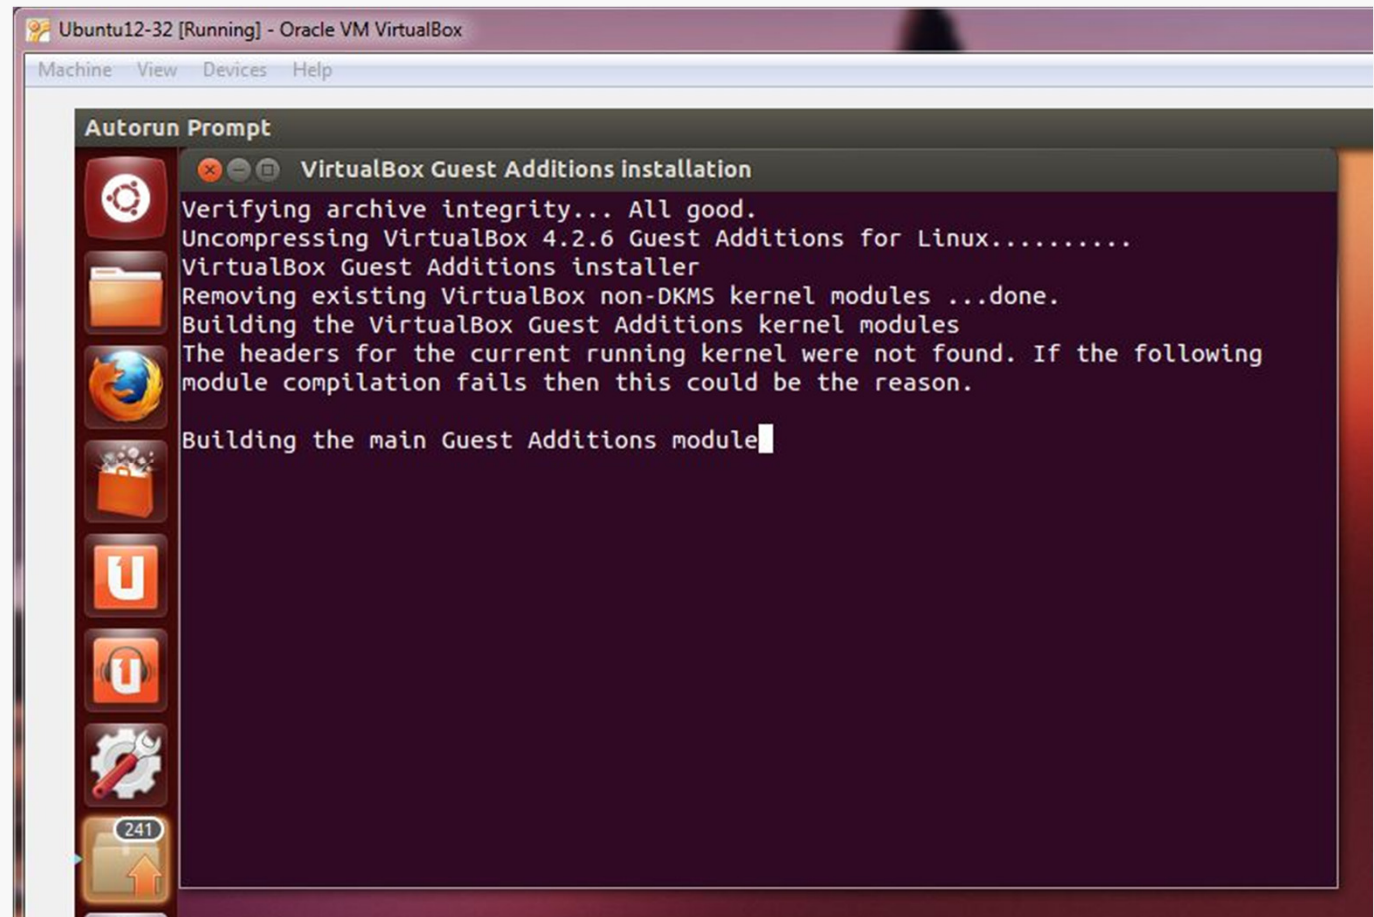 Ubuntu12-32 [Running] - Oracle VM VirtualBox
Machine View Devices Help
Autorun Prompt
VirtualBox Guest Additions installation
Verifying archive integrity... All good.
Uncompressing VirtualBox 4.2.6 Guest Additions for Linux..........
VirtualBox Guest Additions installer
Removing existing VirtualBox non-DKMS kernel modules ...done.
Building the VirtualBox Guest Additions kernel modules
The headers for the current running kernel were not found. If the following
module compilation fails then this could be the reason.
Building the main Guest Additions module
U
U
241